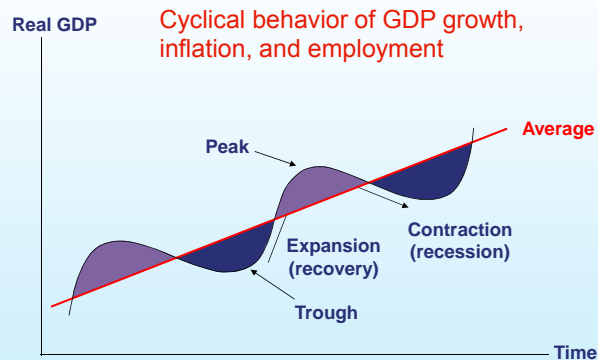 Cyclical behavior of GDP growth,
inflation, and employment
Real GDP
Average
Peak
Expansion
(recovery)
Contraction
(recession)
Trough
Time